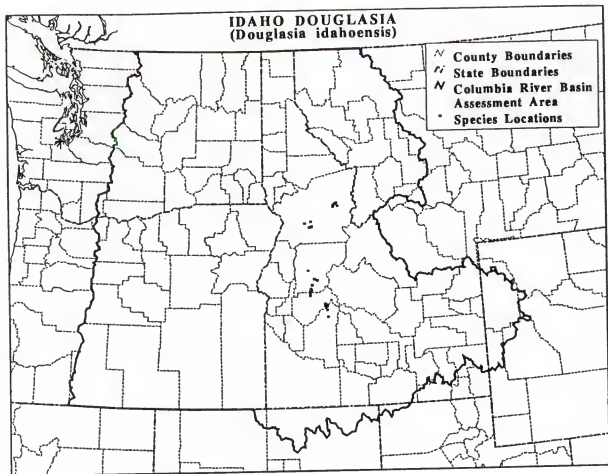 IDAHO DOUGLASIA
(Douglasia idahoensis)
County Boundaries
State Boundaries
Columbia River Basin
Assessment Area
Species Locations